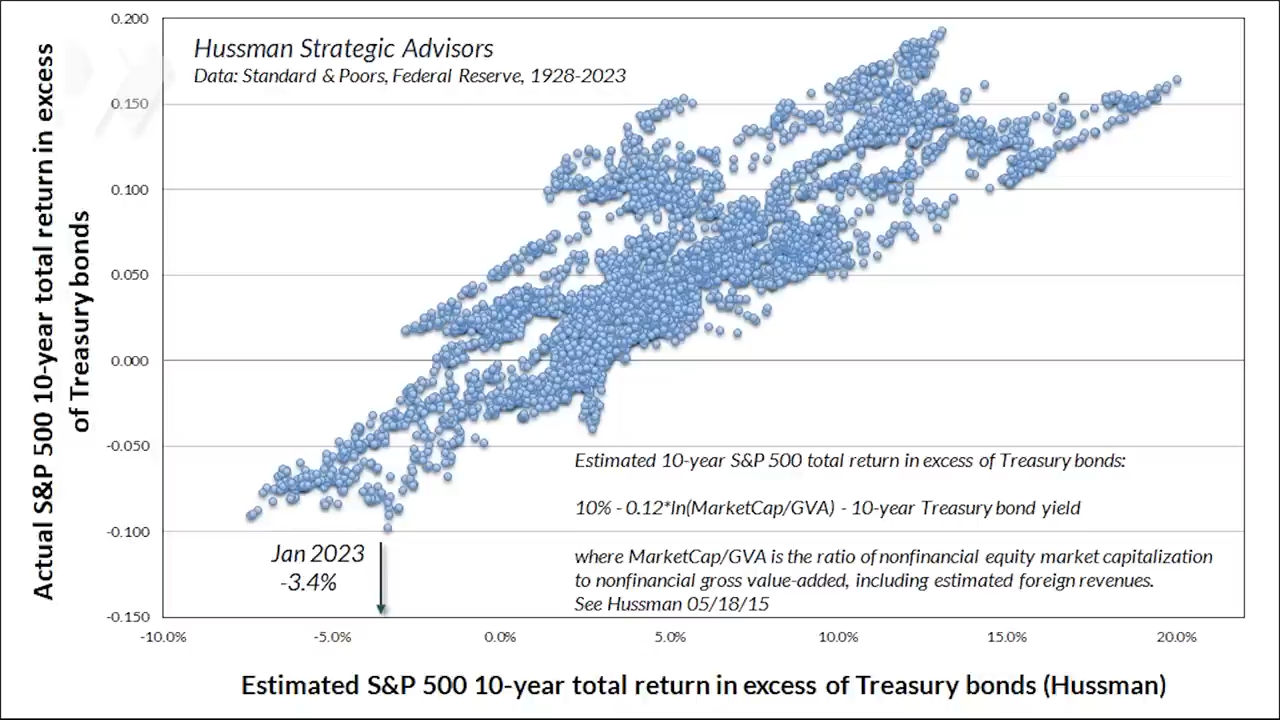 Hussman Strategic Advisors
Data: Standard & Poors, Federal Reserve, 1928-2023
Actual S&P 500 10-year total return in excess
of Treasury bonds
0.200
0.150
0.100
0.050
0.000
-0.050
-0.100
-0.150
Estimated 10-year S&P 500 total return in excess of Treasury bonds:
10% - 0.12*ln(MarketCap/GVA) - 10-year Treasury bond yield
where MarketCap/GVA is the ratio of nonfinancial equity market capitalization
to nonfinancial gross value-added, including estimated foreign revenues.
See Hussman 05/18/15
Jan 2023
-3.4%
-10.0%
-5.0%
0.0%
5.0%
10.0%
15.0%
20.0%
Estimated S&P 500 10-year total return in excess of Treasury bonds (Hussman)